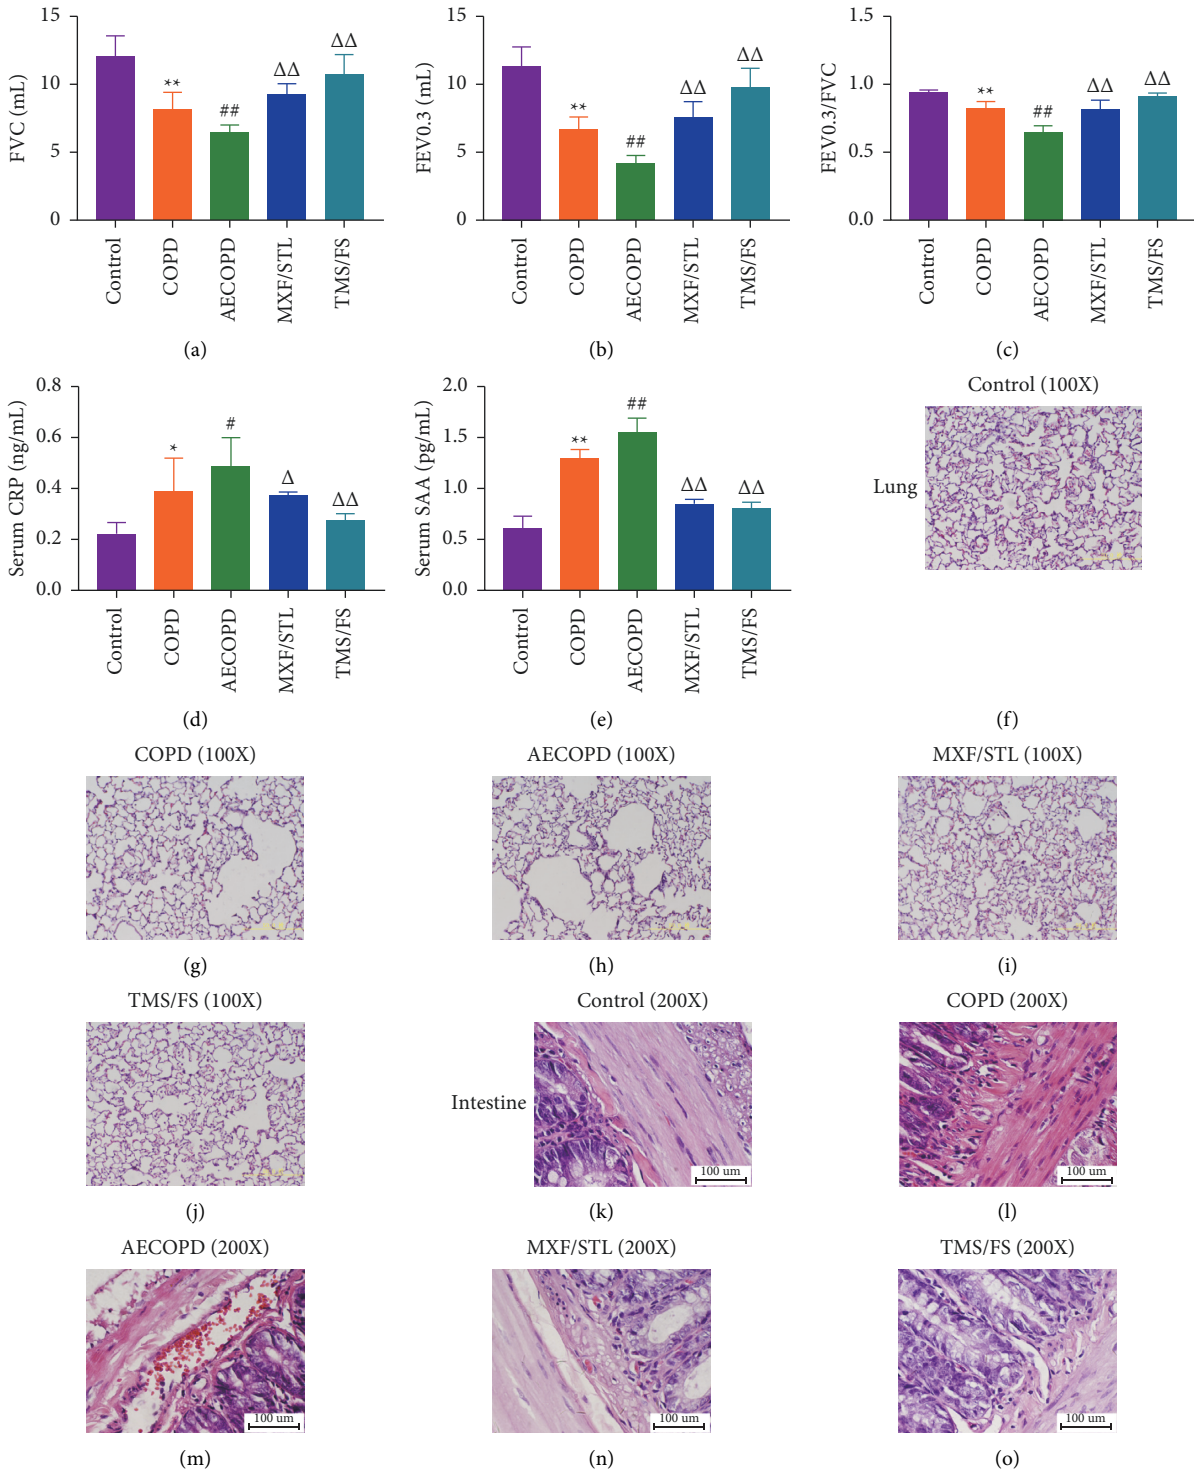 FVC (mL)
15
10
5
0
**
##
ΔΔ
ΔΔ
Control
COPD
AECOPD
MXF/STL
TMS/FS
(a)
FEV0.3 (mL)
15
10
5
0
**
##
ΔΔ
ΔΔ
Control
COPD
AECOPD
MXF/STL
TMS/FS
(b)
FEV0.3/FVC
1.5
1.0
0.5
0.0
**
##
ΔΔ
ΔΔ
Control
COPD
AECOPD
MXF/STL
TMS/FS
(c)
Serum CRP (ng/mL)
0.8
0.6
0.4
0.2
0.0
*
#
Δ
ΔΔ
Control
COPD
AECOPD
MXF/STL
TMS/FS
(d)
Serum SAA (pg/mL)
2.0
1.5
1.0
0.5
0.0
**
##
ΔΔ
ΔΔ
Control
COPD
AECOPD
MXF/STL
TMS/FS
(e)
Control (100X)
Lung
(f)
COPD (100X)
(g)
AECOPD (100X)
(h)
MXF/STL (100X)
(i)
TMS/FS (100X)
(j)
Control (200X)
Intestine
100 um
(k)
COPD (200X)
100 um
(l)
AECOPD (200X)
100 um
(m)
MXF/STL (200X)
100 um
(n)
TMS/FS (200X)
100 um
(o)